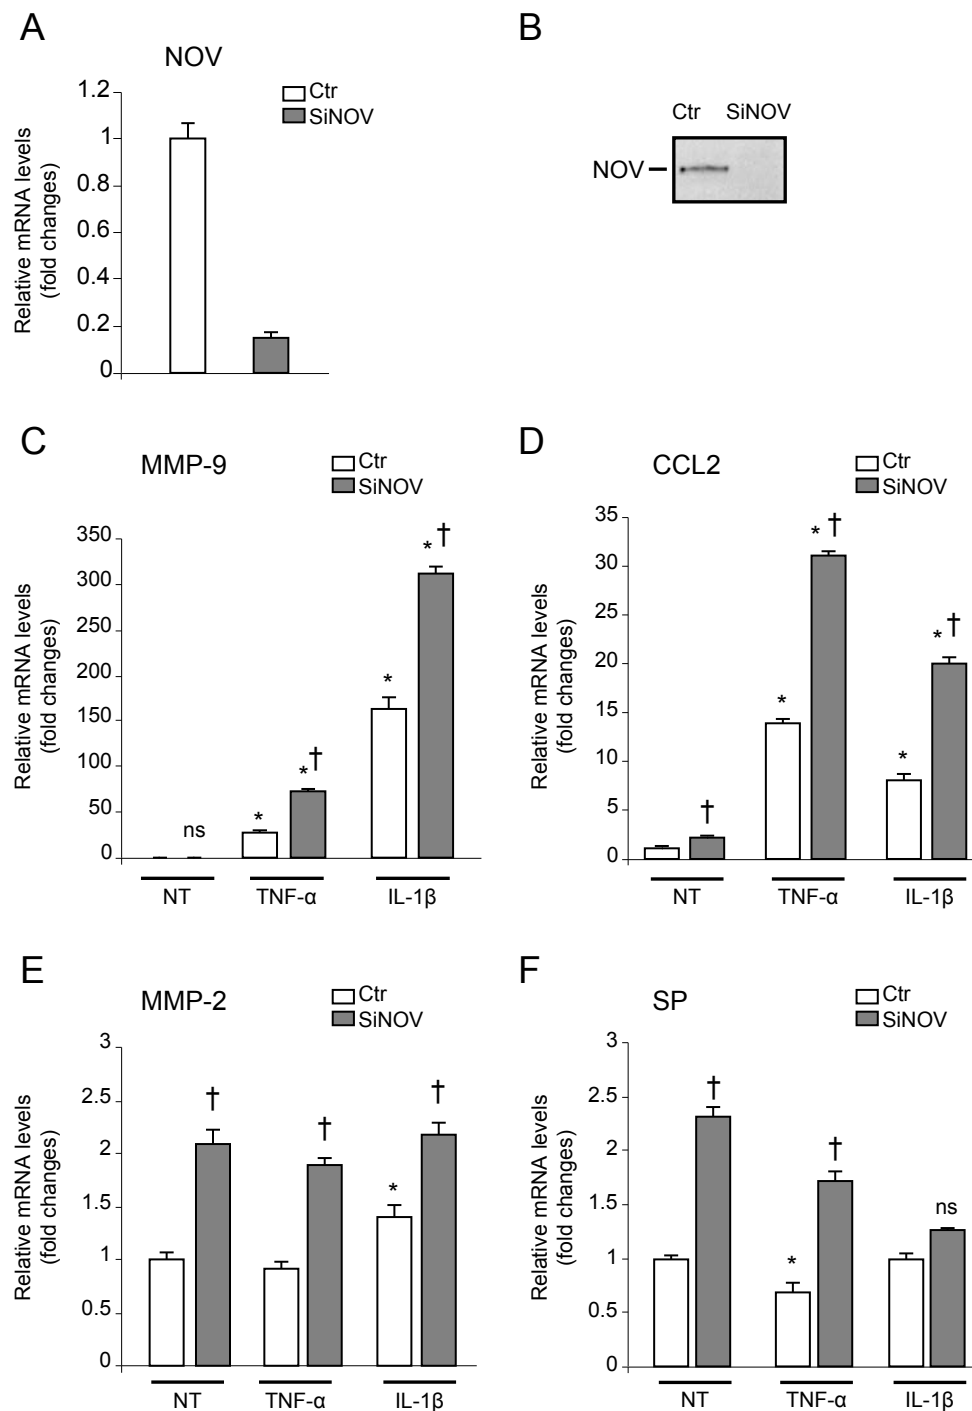 A
NOV
Ctr
SiNOV
Relative mRNA levels
(fold changes)
1.2
1
0.8
0.6
0.4
0.2
0
B
Ctr SiNOV
NOV
C
MMP-9
Ctr
SiNOV
Relative mRNA levels
(fold changes)
350
300
250
200
150
100
50
0
ns
*
*†
*
*†
NT TNF-α IL-1β
D
CCL2
Ctr
SiNOV
Relative mRNA levels
(fold changes)
35
30
25
20
15
10
5
0
†
*
*†
*
*†
NT TNF-α IL-1β
E
MMP-2
Ctr
SiNOV
Relative mRNA levels
(fold changes)
3
2.5
2
1.5
1
0.5
0
†
†
*
†
NT TNF-α IL-1β
F
SP
Ctr
SiNOV
Relative mRNA levels
(fold changes)
3
2.5
2
1.5
1
0.5
0
†
*
†
ns
NT TNF-α IL-1β